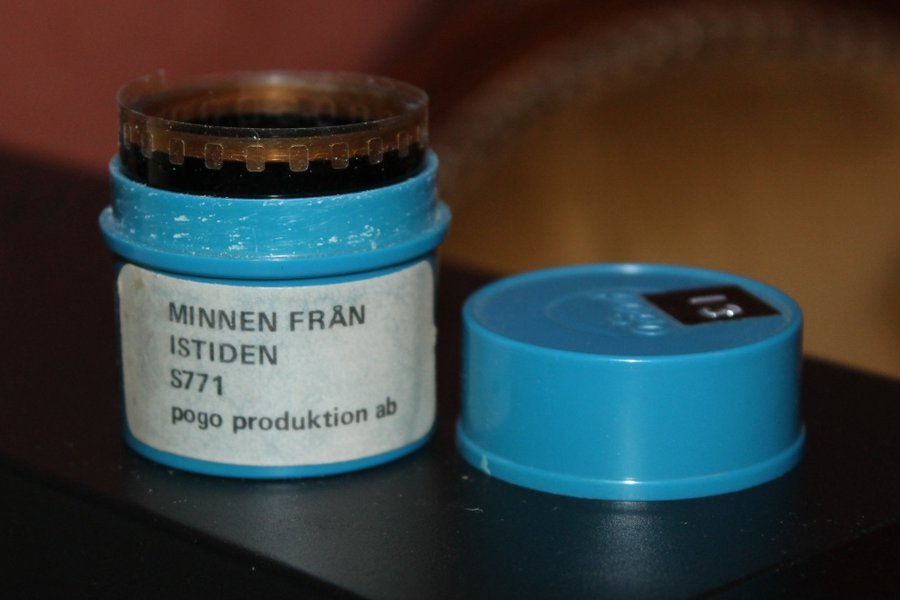 MINNEN FRÅN
ISTIDEN
S771
pogo produktion ab